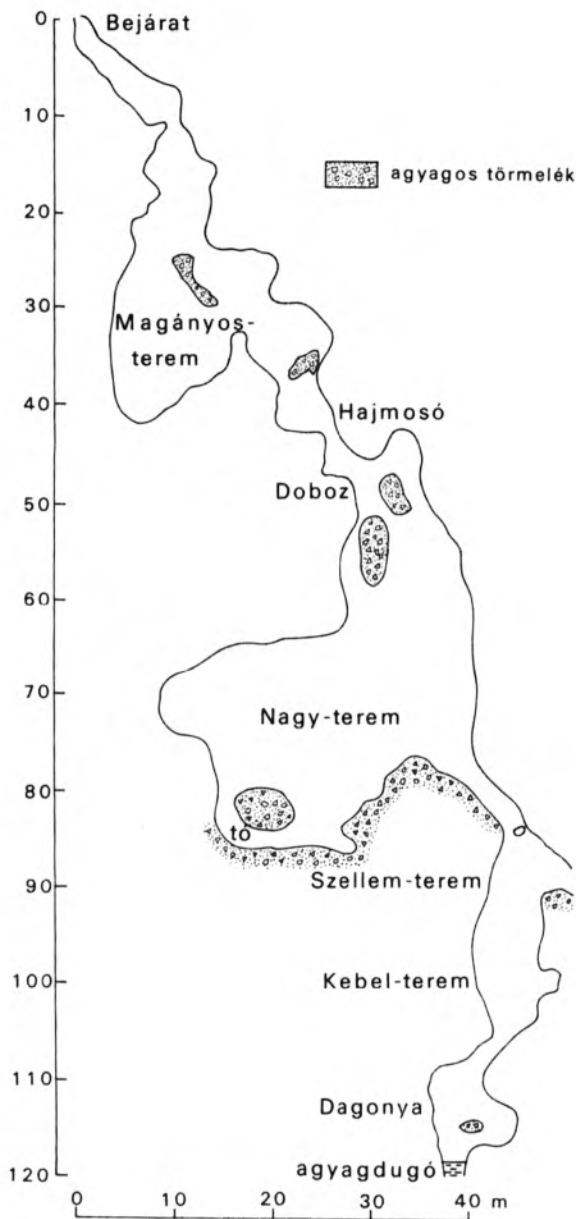 0
Bejárat
10
agyagos törmelék
20
30
Magányos-
terem
40
Hajmosó
Doboz
50
60
70
Nagy-terem
80
tó
Szellem-terem
90
100
Kebel-terem
110
Dagonya
agyagdugó
120
0 10 20 30 40 m